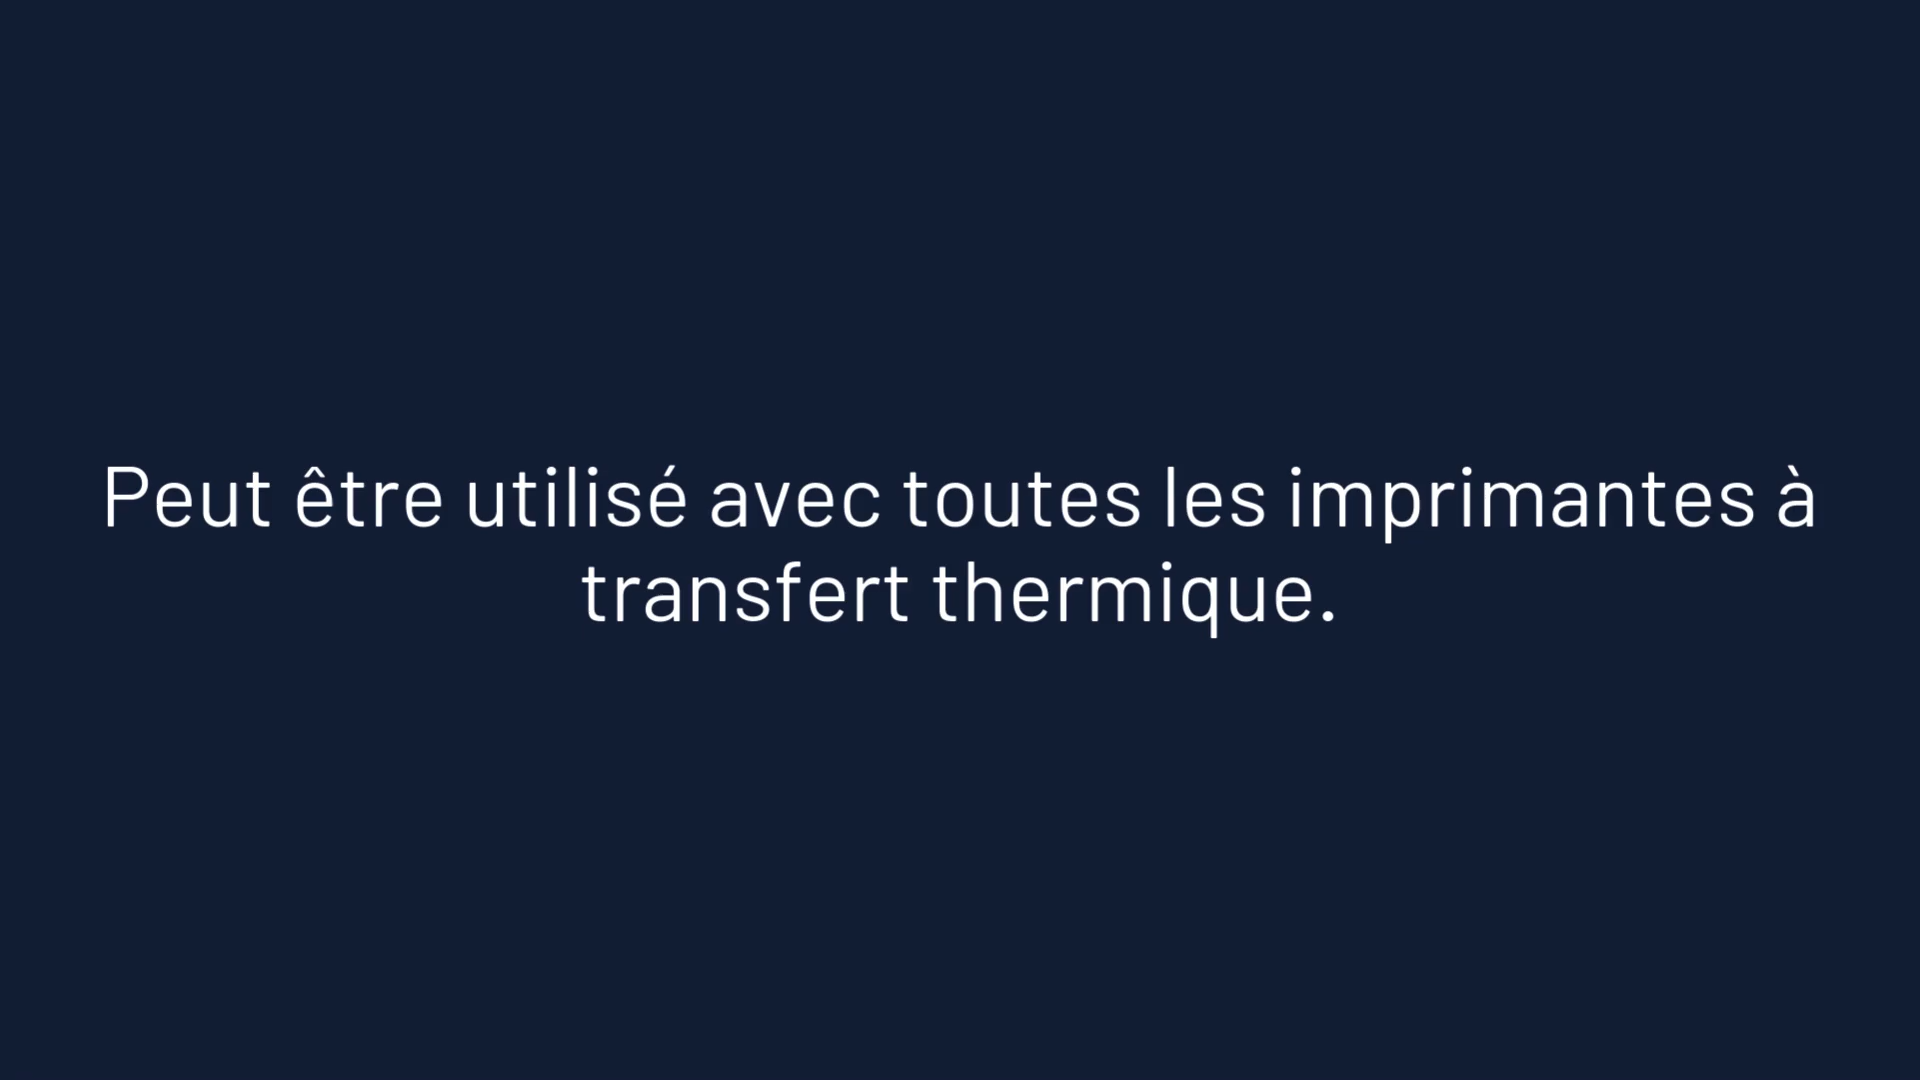 Peut être utilisé avec toutes les imprimantes à
transfert thermique.